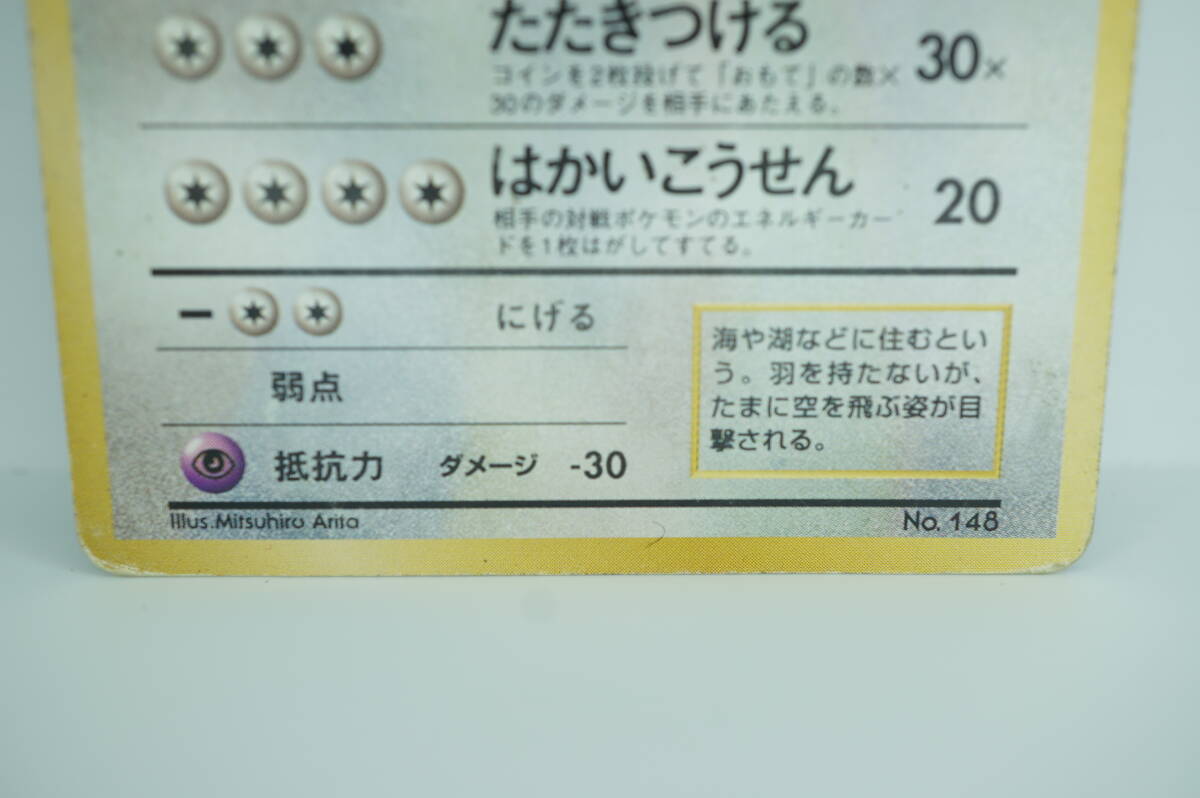 たたきつける 30×
コインを2枚投げて「おもて」の数×
30のダメージを相手にあたえる。
はかいこうせん 20
相手の対戦ポケモンのエネルギーカー
ドを1枚はがしてすてる。
ー にげる
弱点
抵抗力 ダメージ -30
海や湖などに住むとい
う。羽を持たないが、
たまに空を飛ぶ姿が目
撃される。
Illus.Mitsuhiro Arita
No. 148